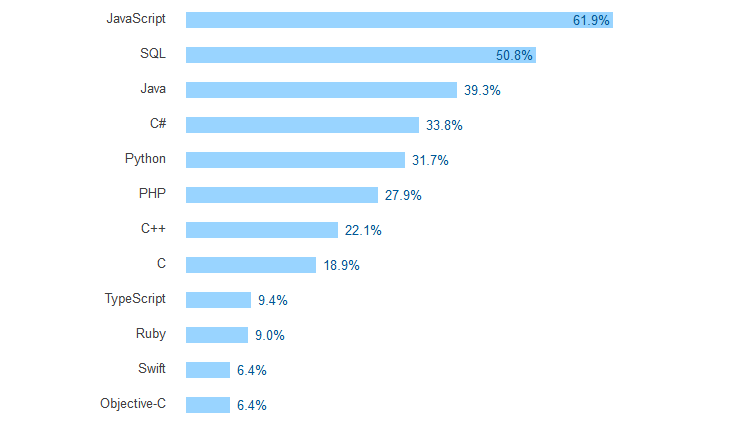 JavaScript 61.9%
SQL 50.8%
Java 39.3%
C# 33.8%
Python 31.7%
PHP 27.9%
C++ 22.1%
C 18.9%
TypeScript 9.4%
Ruby 9.0%
Swift 6.4%
Objective-C 6.4%